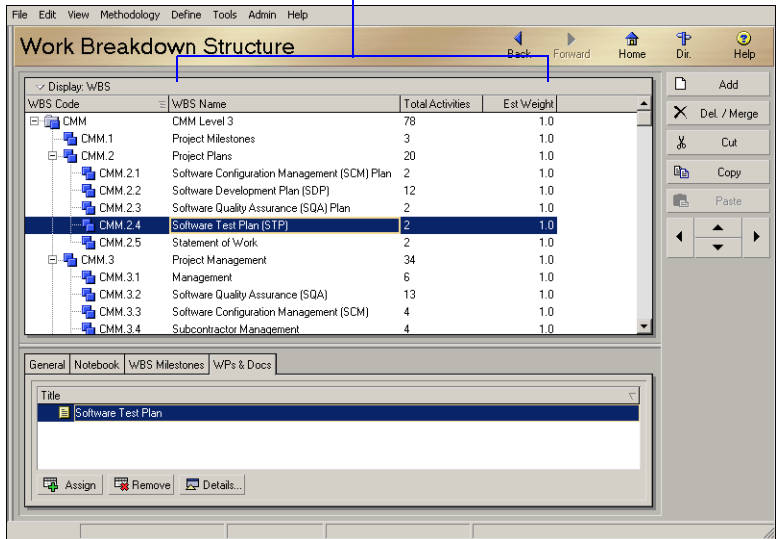 File Edit View Methodology Define Tools Admin Help
Work Breakdown Structure
Back Forward Home Dir. Help
Display: WBS
WBS Code WBS Name Total Activities Est Weight
CMM CMM Level 3 78 1.0
CMM.1 Project Milestones 3 1.0
CMM.2 Project Plans 20 1.0
CMM.2.1 Software Configuration Management (SCM) Plan 2 1.0
CMM.2.2 Software Development Plan (SDP) 12 1.0
CMM.2.3 Software Quality Assurance (SQA) Plan 2 1.0
CMM.2.4 Software Test Plan (STP) 2 1.0
CMM.2.5 Statement of Work 2 1.0
CMM.3 Project Management 34 1.0
CMM.3.1 Management 6 1.0
CMM.3.2 Software Quality Assurance (SQA) 13 1.0
CMM.3.3 Software Configuration Management (SCM) 4 1.0
CMM.3.4 Subcontractor Management 4 1.0
Add
Del. / Merge
Cut
Copy
Paste
General Notebook WBS Milestones WPs & Docs
Title
Software Test Plan
Assign Remove Details...